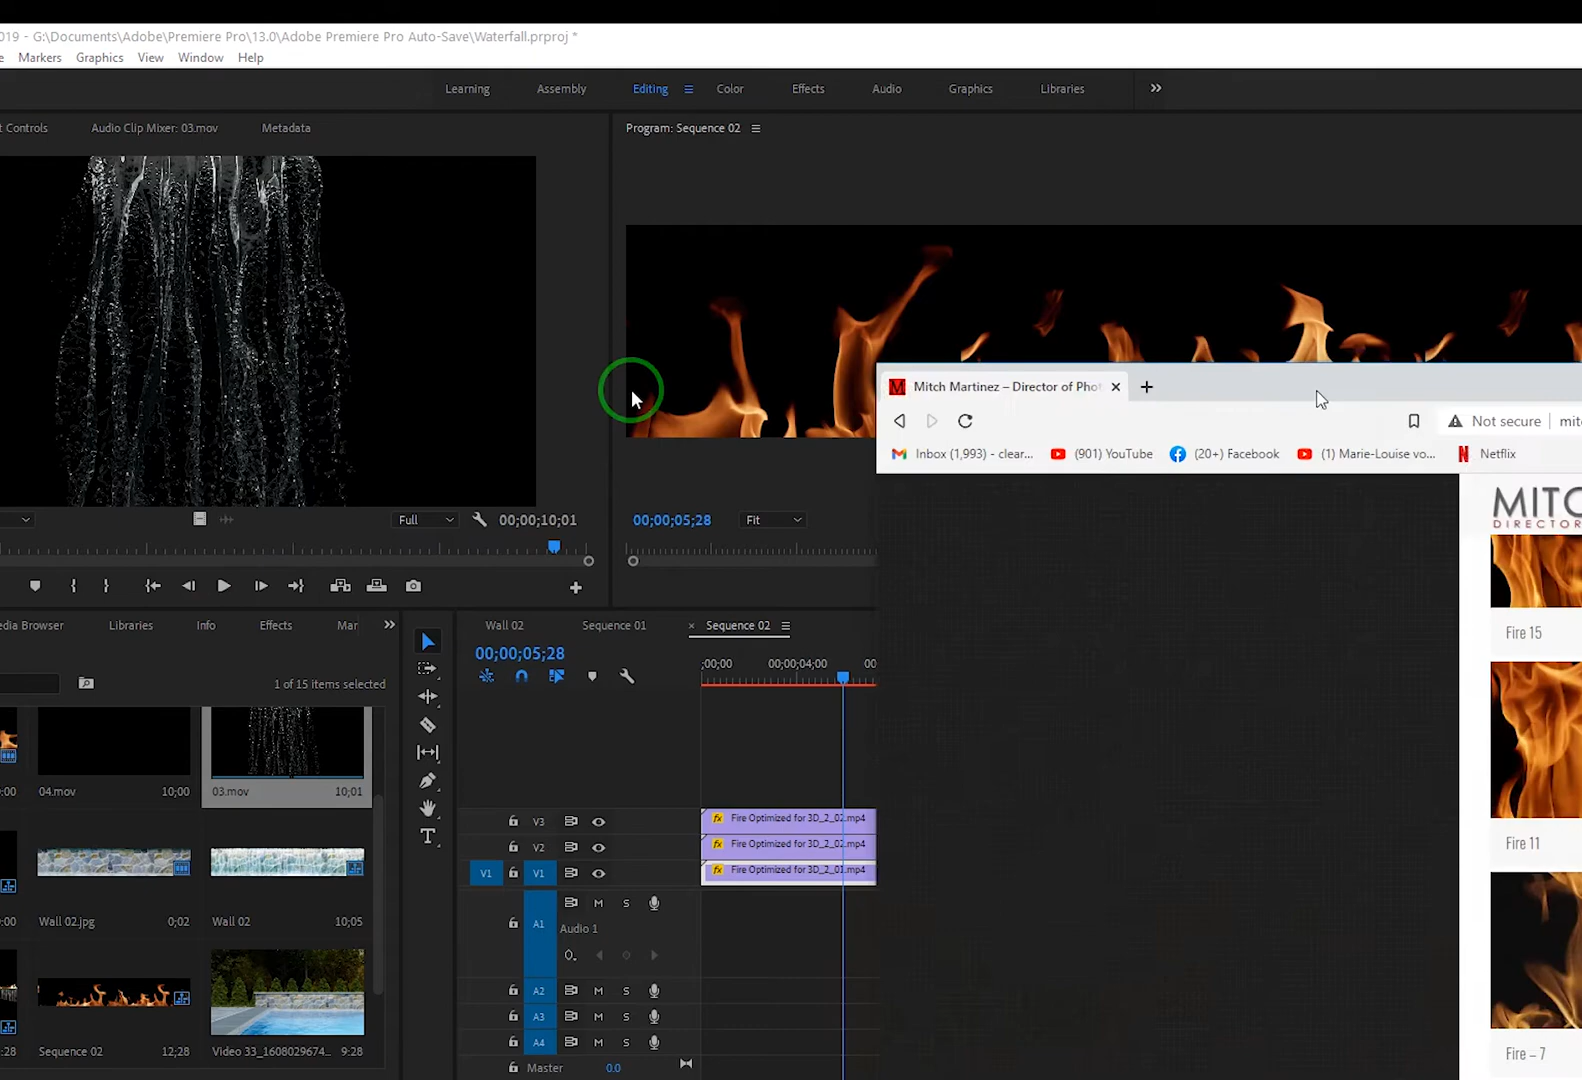 019 - G:\Documents\Adobe\Premiere Pro\13.0\Adobe Premiere Pro Auto-Save\Waterfall.prproj *
Markers Graphics View Window Help
Learning Assembly Editing Color Effects Audio Graphics Libraries
t Controls Audio Clip Mixer: 03.mov Metadata
Program: Sequence 02
Mitch Martinez – Director of Phot
Not secure mit
Inbox (1,993) - clear... (901) YouTube (20+) Facebook (1) Marie-Louise vo... Netflix
MITC
DIRECTOR
Full 00;00;10;01
00;00;05;28 Fit
Fire 15
edia Browser Libraries Info Effects Mar
Wall 02 Sequence 01 × Sequence 02
00;00;05;28
;00;00 00;00;04;00 00
1 of 15 items selected
:00 04.mov 10;00 03.mov 10;01
V3 Fire Optimized for 3D_2_02.mp4
V2 Fire Optimized for 3D_2_02.mp4
V1 V1 Fire Optimized for 3D_2_01.mp4
Fire 11
A1 M S
Audio 1
:00 Wall 02.jpg 0;02 Wall 02 10;05
A2 M S
A3 M S
A4 M S
:28 Sequence 02 12;28 Video 33_1608029674... 9:28
Master 0.0
Fire – 7